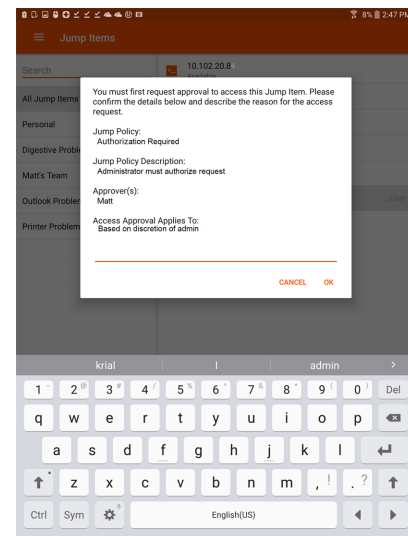 8% 2:47 PM
Jump Items
Search
10.102.20.8
Available
All Jump Items
Personal
Digestive Proble
Matt's Team
Outlook Problem
JUMP
Printer Problem
You must first request approval to access this Jump Item. Please
confirm the details below and describe the reason for the access
request.
Jump Policy:
Authorization Required
Jump Policy Description:
Administrator must authorize request
Approver(s):
Matt
Access Approval Applies To:
Based on discretion of admin
CANCEL OK
krial I admin >
1 - 2 @ 3 # 4 / 5 % 6 ^ 7 & 8 * 9 ( 0 ) Del
q w e r t y u i o p
a s d f g h j k l
z x c v b n m , ! . ?
Ctrl Sym English(US)